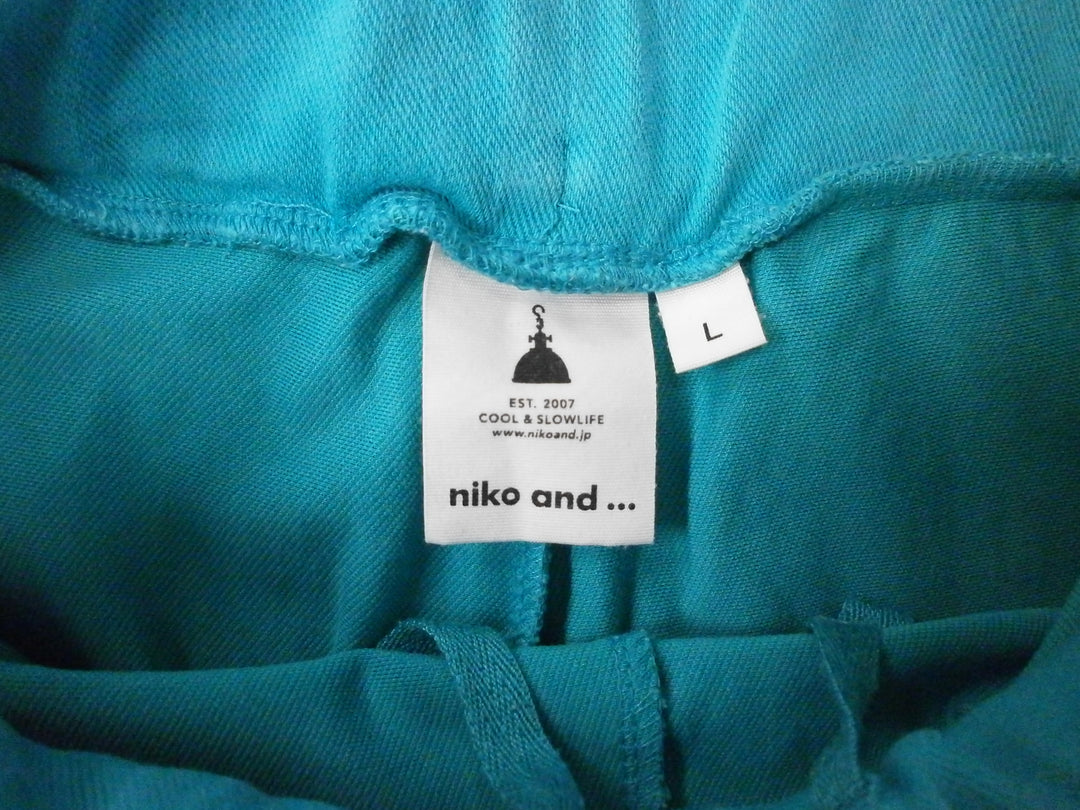 EST. 2007
COOL & SLOWLIFE
www.nikoand.jp
niko and ...
L